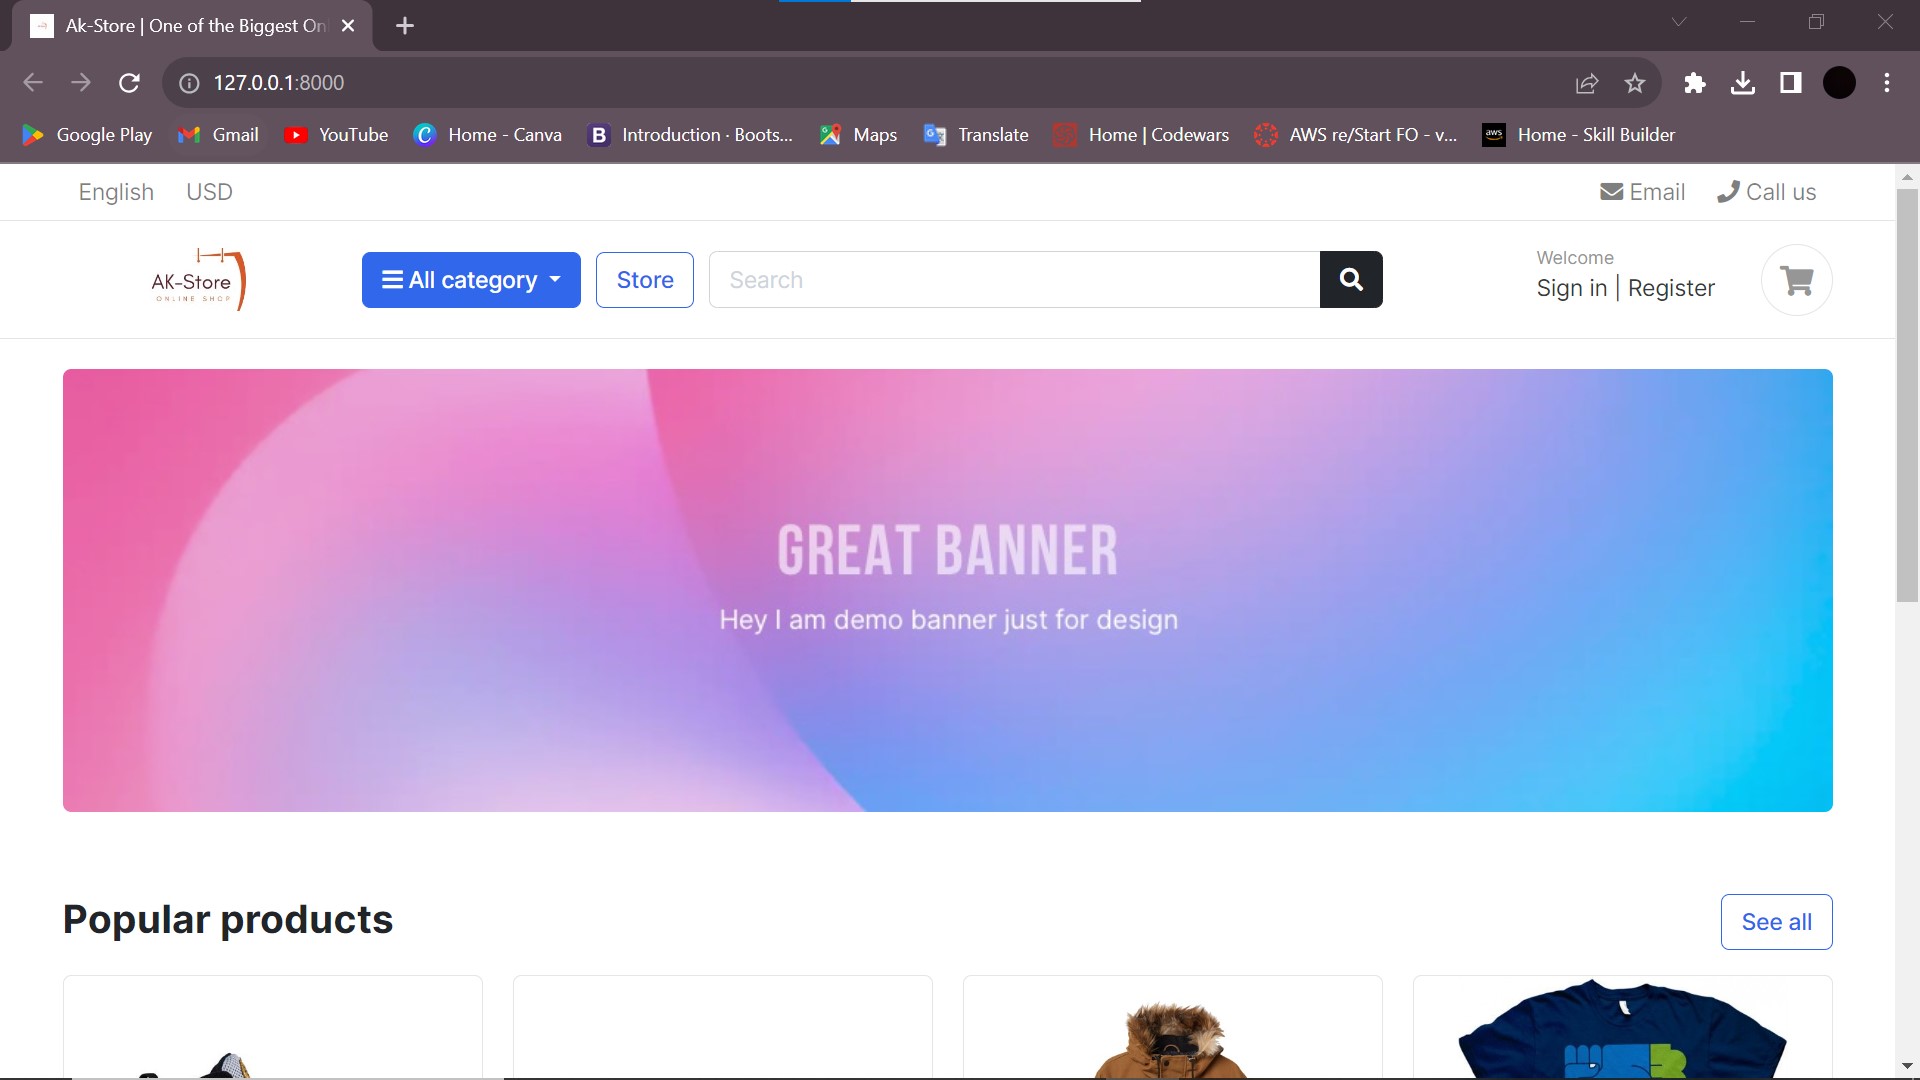 Ak-Store | One of the Biggest On
127.0.0.1:8000
Google Play Gmail YouTube Home - Canva Introduction · Boots... Maps Translate Home | Codewars AWS re/Start FO - v... Home - Skill Builder
English USD Email Call us
AK-Store
ONLINE SHOP
All category Store Search
Welcome
Sign in | Register
GREAT BANNER
Hey I am demo banner just for design
Popular products See all